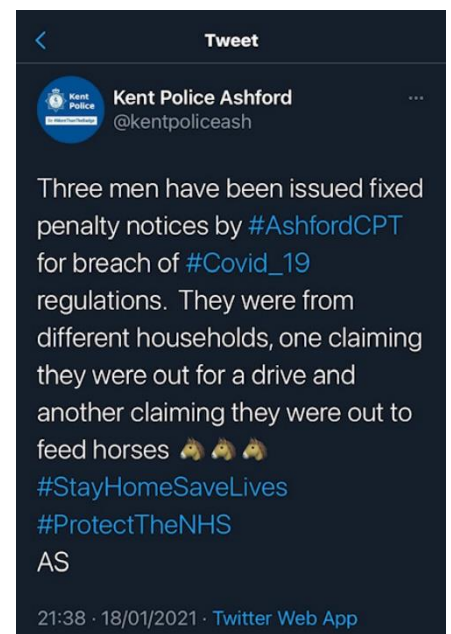 Tweet
Kent
Police
Kent Police Ashford
@kentpoliceash
Three men have been issued fixed
penalty notices by #AshfordCPT
for breach of #Covid_19
regulations. They were from
different households, one claiming
they were out for a drive and
another claiming they were out to
feed horses 🐴🐴🐴
#StayHomeSaveLives
#ProtectTheNHS
AS
21:38 · 18/01/2021 · Twitter Web App